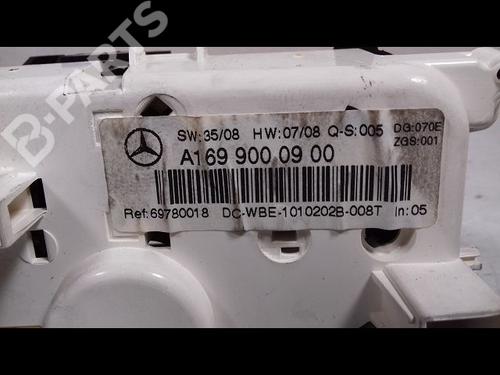 B-PARTS
SW:35/08 HW:07/08 Q-S:005 DG:070E
ZGS:001
A169 900 09 00
Ref:69780018 DC-WBE-1010202B-008T In:05